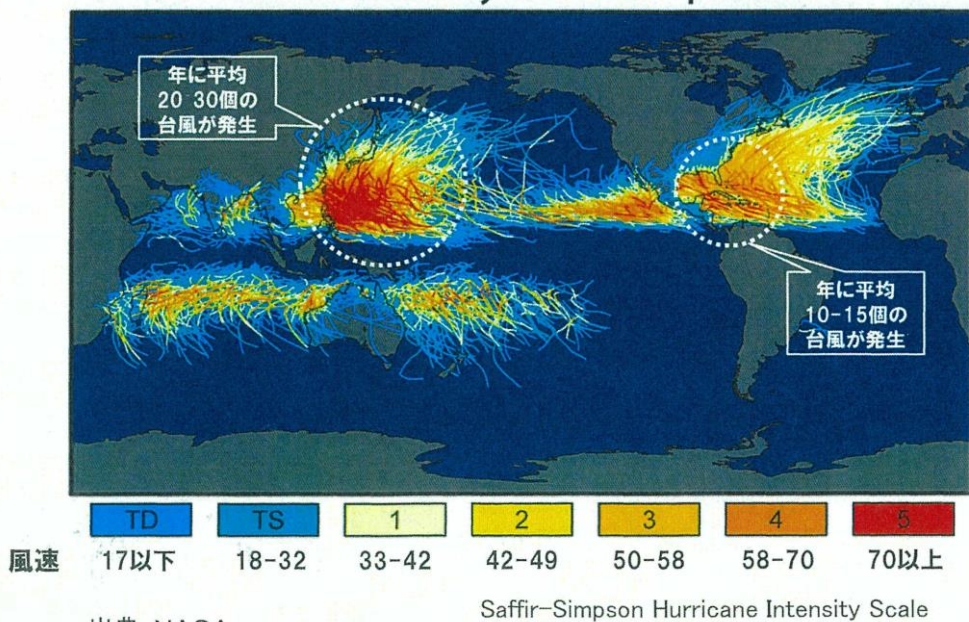 年に平均
20 30個の
台風が発生
年に平均
10-15個の
台風が発生
TD TS 1 2 3 4 5
風速 17以下 18-32 33-42 42-49 50-58 58-70 70以上
Saffir-Simpson Hurricane Intensity Scale